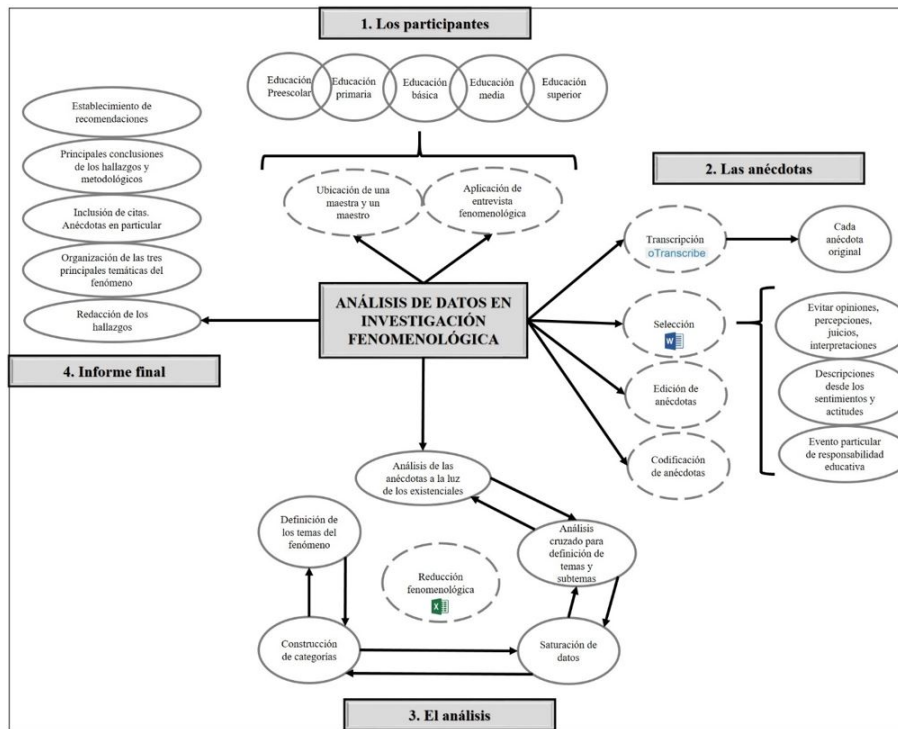 1. Los participantes
Educación
Preescolar
Educación
primaria
Educación
básica
Educación
media
Educación
superior
Ubicación de una
maestra y un
maestro
Aplicación de
entrevista
fenomenológica
2. Las anécdotas
Transcripción
oTranscribe
Cada
anécdota
original
Selección
W
Evitar opiniones,
percepciones,
juicios,
interpretaciones
Descripciones
desde los
sentimientos y
actitudes
Evento particular
de responsabilidad
educativa
Edición de
anécdotas
Codificación
de anécdotas
ANÁLISIS DE DATOS EN
INVESTIGACIÓN
FENOMENOLÓGICA
Establecimiento de
recomendaciones
Principales conclusiones
de los hallazgos y
metodológicos
Inclusión de citas.
Anécdotas en particular
Organización de las tres
principales temáticas del
fenómeno
Redacción de los
hallazgos
4. Informe final
Análisis de las
anécdotas a la luz
de los existenciales
Definición de
los temas del
fenómeno
Análisis
cruzado para
definición de
temas y
subtemas
Reducción
fenomenológica
X
Construcción
de categorías
Saturación de
datos
3. El análisis